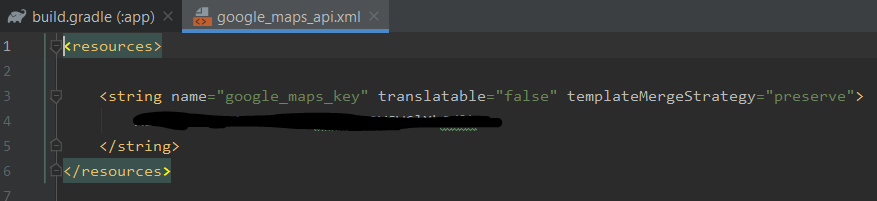 build.gradle (:app)
google_maps_api.xml
1 <resources>
2
3 <string name="google_maps_key" translatable="false" templateMergeStrategy="preserve">
4
5 </string>
6 </resources>
7